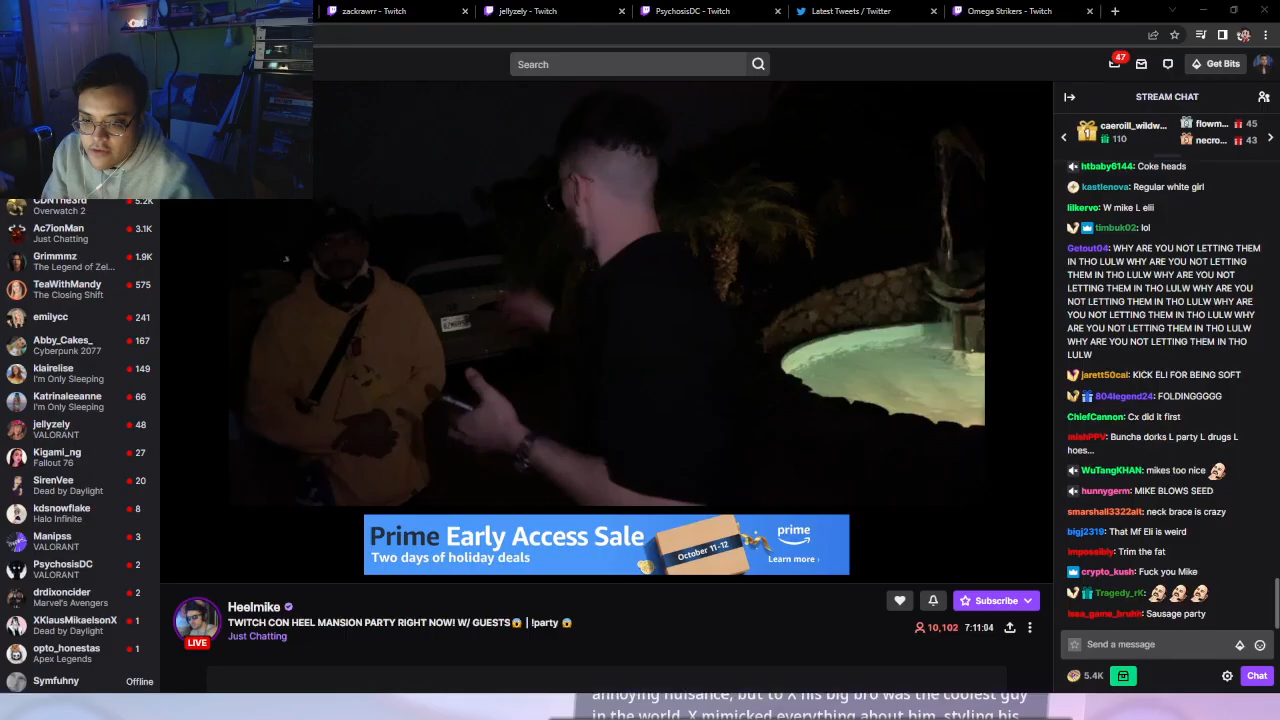 zackrawrr - Twitch
jellyzely - Twitch
PsychosisDC - Twitch
Latest Tweets / Twitter
Omega Strikers - Twitch
Search
47
Get Bits
CDNThe3rd
5.2K
Overwatch 2
Ac7ionMan
3.1K
Just Chatting
Grimmmz
1.9K
The Legend of Zel...
TeaWithMandy
575
The Closing Shift
emilycc
241
Abby_Cakes_
167
Cyberpunk 2077
klairelise
149
I'm Only Sleeping
Katrinaleeanne
66
I'm Only Sleeping
jellyzely
48
VALORANT
Kigami_ng
27
Fallout 76
SirenVee
20
Dead by Daylight
kdsnowflake
8
Halo Infinite
Manipss
3
VALORANT
PsychosisDC
2
VALORANT
drdixoncider
2
Marvel's Avengers
XKlausMikaelsonX
1
Dead by Daylight
opto_honestas
1
Apex Legends
Symfuhny
Offline
Prime Early Access Sale
Two days of holiday deals
October 11-12
prime
Learn more ›
Heelmike
TWITCH CON HEEL MANSION PARTY RIGHT NOW! W/ GUESTS😱 | !party 😱
Just Chatting
LIVE
Subscribe
10,102
7:11:04
STREAM CHAT
1
caeroill_wildw...
110
2
flowm...
45
3
necro...
43
htbaby6144: Coke heads
kastlenova: Regular white girl
lilkervo: W mike L elii
timbuk02: lol
Getout04: WHY ARE YOU NOT LETTING THEM
IN THO LULW WHY ARE YOU NOT LETTING
THEM IN THO LULW WHY ARE YOU NOT
LETTING THEM IN THO LULW WHY ARE YOU
NOT LETTING THEM IN THO LULW WHY ARE
YOU NOT LETTING THEM IN THO LULW
WHY ARE YOU NOT LETTING THEM IN THO
LULW
jarett50cal: KICK ELI FOR BEING SOFT
804legend24: FOLDINGGGGG
ChiefCannon: Cx did it first
mishPPV: Buncha dorks L party L drugs L
hoes...
WuTangKHAN: mikes too nice
hunnygerm: MIKE BLOWS SEED
smarshall3322alt: neck brace is crazy
bigj2319: That Mf Eli is weird
Impossibly: Trim the fat
crypto_kush: Fuck you Mike
Tragedy_rK:
isea_game_bruhh: Sausage party
Send a message
5.4K
Chat
annoying nuisance, but to X his big bro was the coolest guy
in the world. X mimicked everything about him, styling his